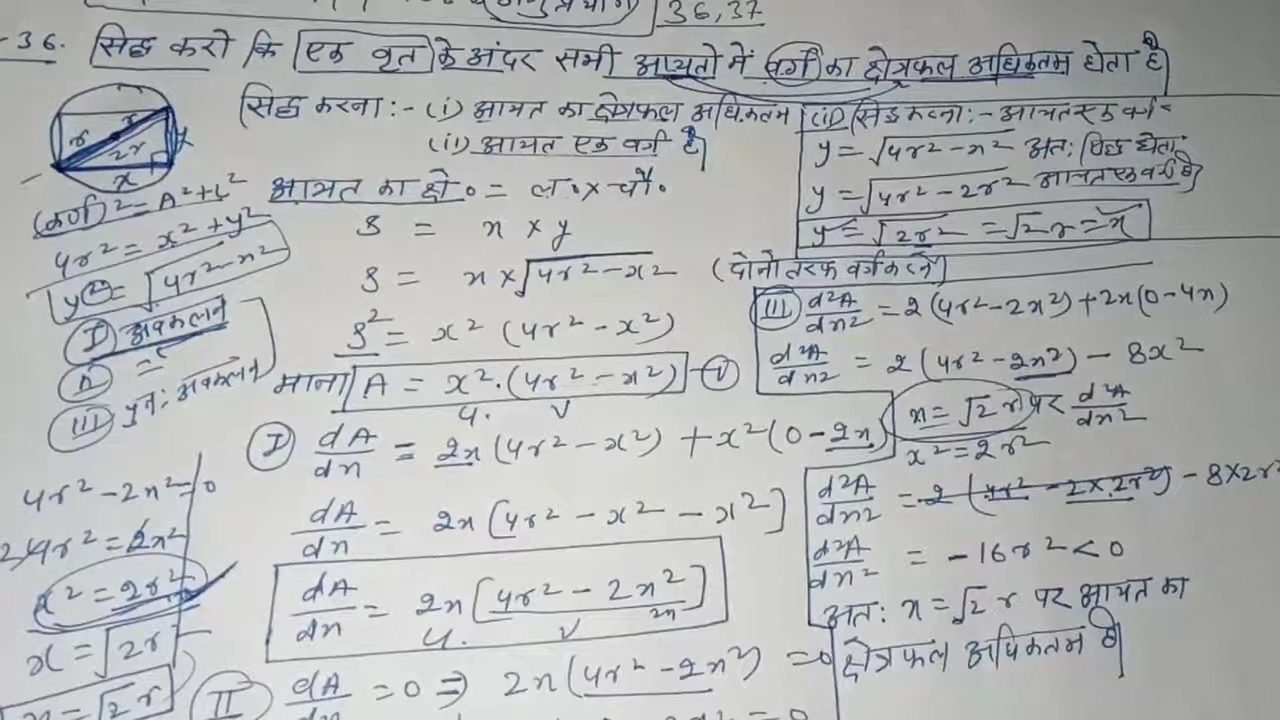 36,37
36. सिद्ध करो कि एक वृत के अंदर सभी आयतो में वर्ग का क्षेत्रफल अधिकतम होता है
r
r
2r
y
x
(कर्ण)² = A² + L²
4r² = x² + y²
y = √4r² - x²
I अवकलन
II =
III पुन: अवकलन
4r² - 2x² = 0
4r² = 2x²
x² = 2r²
x = √2r
x = √2 r
सिद्ध करना :- (i) आयत का क्षेत्रफल अधिकतम
(ii) आयत एक वर्ग है
आयत का क्षे० = ल० × चौ०
S = x × y
S = x × √4r² - x² (दोनो तरफ वर्ग करने)
S² = x² (4r² - x²)
माना A = x² . (4r² - x²) - I
u. v
I dA/dx = 2x (4r² - x²) + x² (0 - 2x)
dA/dx = 2x [4r² - x² - x²]
dA/dx = 2x [4r² - 2x²]
u. v
II dA/dx = 0 ⇒ 2x (4r² - 2x²) = 0
(ii) सिद्ध करना :- आयत एक वर्ग
y = √4r² - x² अत: सिद्ध होता
y = √4r² - 2r² आयत एक वर्ग है
y = √2r² = √2 r = x
III d²A/dx² = 2 (4r² - 2x²) + 2x (0 - 4x)
d²A/dx² = 2 (4r² - 2x²) - 8x²
x = √2 r पर d²A/dx²
x² = 2r²
d²A/dx² = 2 (4r² - 2×2r²) - 8×2r²
d²A/dx² = -16r² < 0
अत: x = √2 r पर आयत का
क्षेत्रफल अधिकतम है